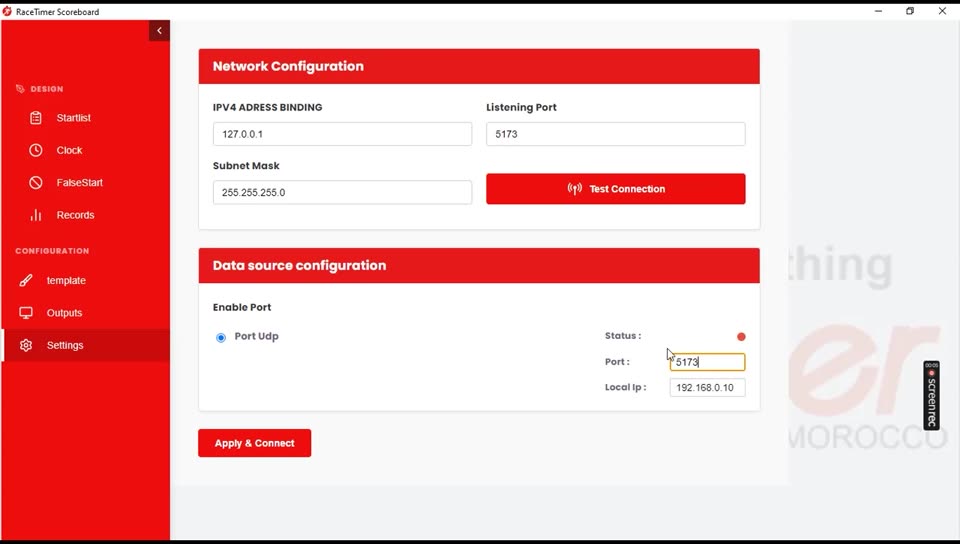 RaceTimer Scoreboard
DESIGN
Startlist
Clock
FalseStart
Records
CONFIGURATION
template
Outputs
Settings
Network Configuration
IPV4 ADRESS BINDING
Listening Port
127.0.0.1
5173
Subnet Mask
255.255.255.0
Test Connection
Data source configuration
Enable Port
Port Udp
Status :
Port :
5173
Local Ip :
192.168.0.10
Apply & Connect
thing
er
MOROCCO
00:05
screenrec